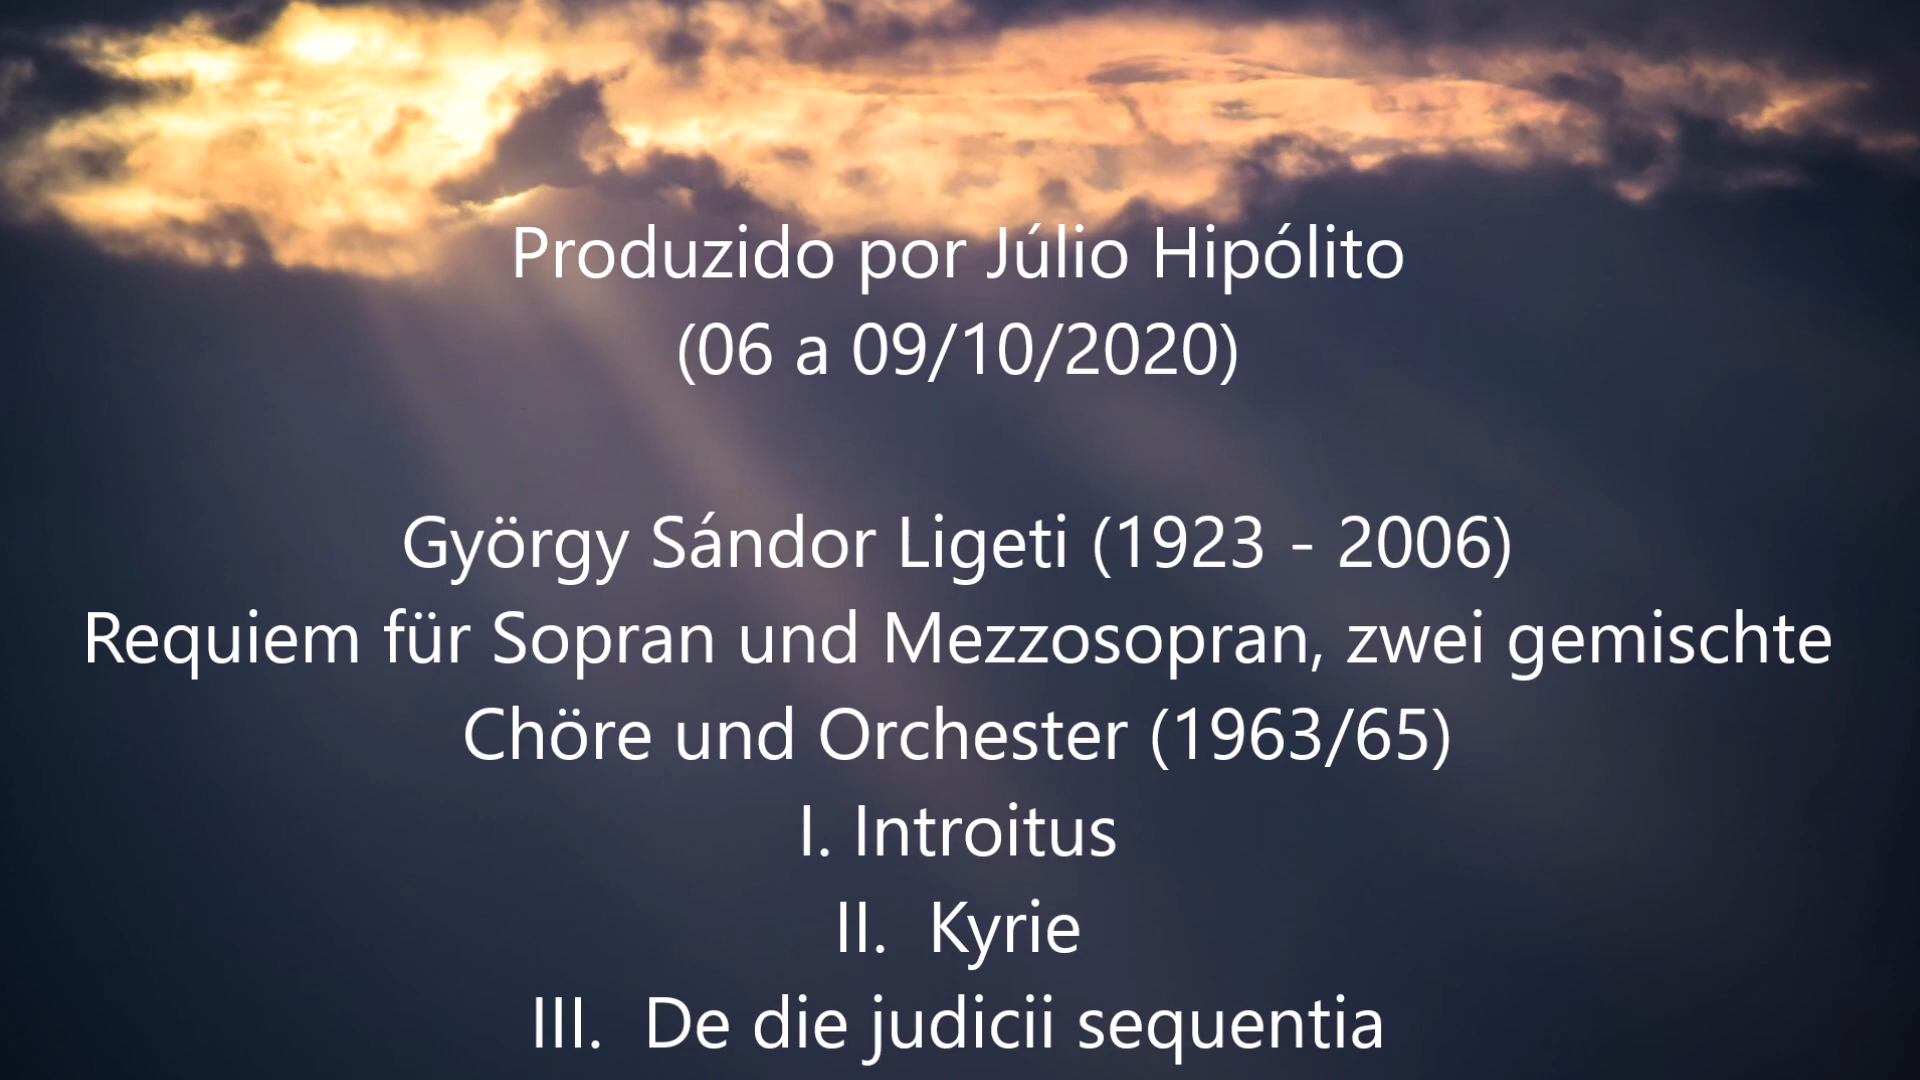 Produzido por Júlio Hipólito
(06 a 09/10/2020)
György Sándor Ligeti (1923 - 2006)
Requiem für Sopran und Mezzosopran, zwei gemischte
Chöre und Orchester (1963/65)
I. Introitus
II.  Kyrie
III.  De die judicii sequentia